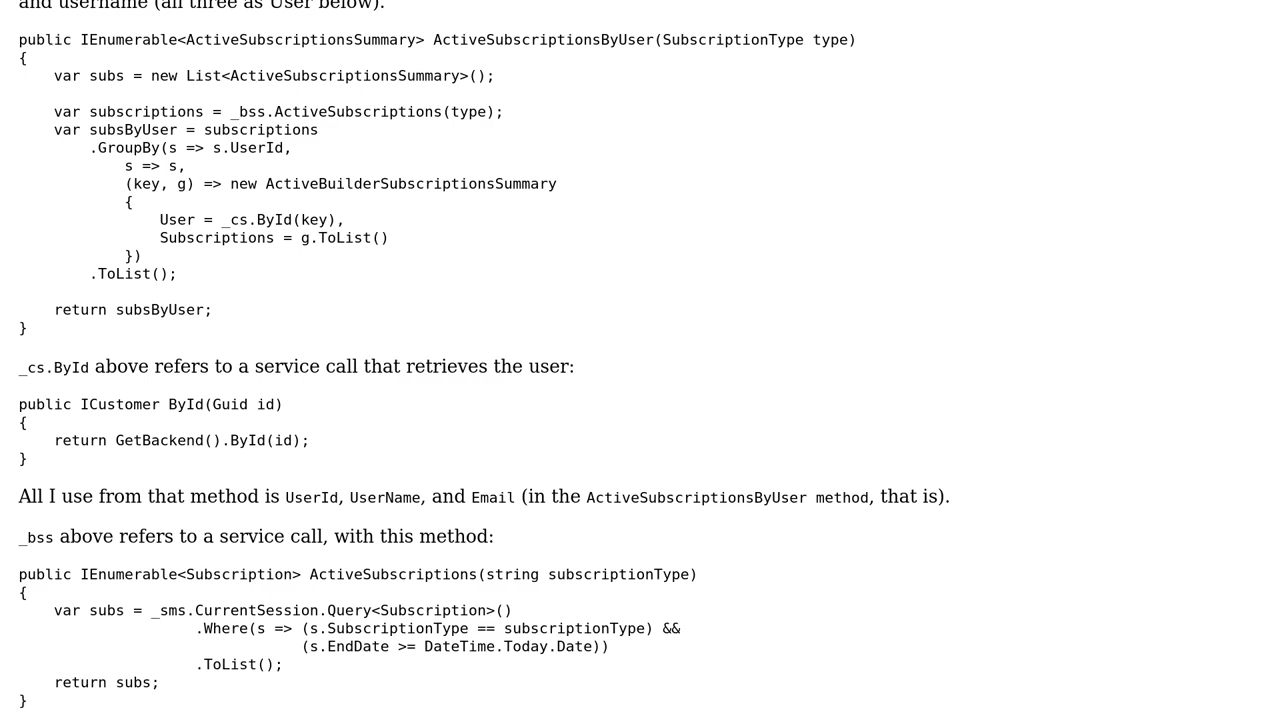 and username (all three as User below).
public IEnumerable<ActiveSubscriptionsSummary> ActiveSubscriptionsByUser(SubscriptionType type)
{
    var subs = new List<ActiveSubscriptionsSummary>();
    var subscriptions = _bss.ActiveSubscriptions(type);
    var subsByUser = subscriptions
        .GroupBy(s => s.UserId,
            s => s,
            (key, g) => new ActiveBuilderSubscriptionsSummary
            {
                User = _cs.ById(key),
                Subscriptions = g.ToList()
            })
        .ToList();
    return subsByUser;
}
_cs.ById above refers to a service call that retrieves the user:
public ICustomer ById(Guid id)
{
    return GetBackend().ById(id);
}
All I use from that method is UserId, UserName, and Email (in the ActiveSubscriptionsByUser method, that is).
_bss above refers to a service call, with this method:
public IEnumerable<Subscription> ActiveSubscriptions(string subscriptionType)
{
    var subs = _sms.CurrentSession.Query<Subscription>()
                    .Where(s => (s.SubscriptionType == subscriptionType) &&
                                (s.EndDate >= DateTime.Today.Date))
                    .ToList();
    return subs;
}